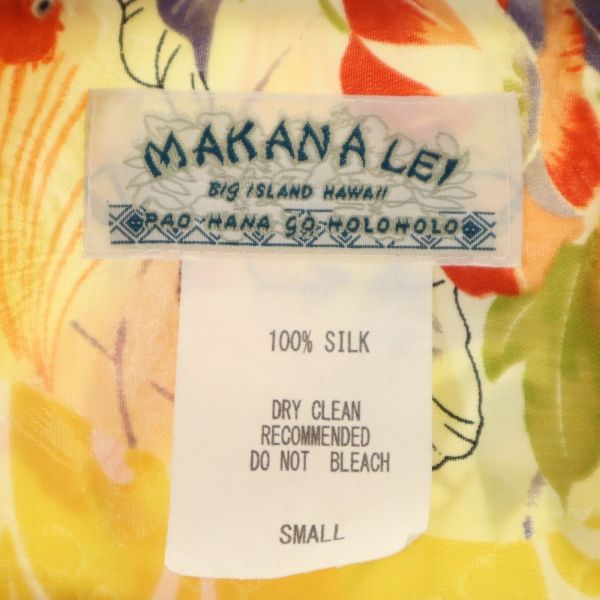 MAKANA LEI
BIG ISLAND HAWAII
PAO HANA GO HOLOHOLO
100% SILK
DRY CLEAN
RECOMMENDED
DO NOT BLEACH
SMALL